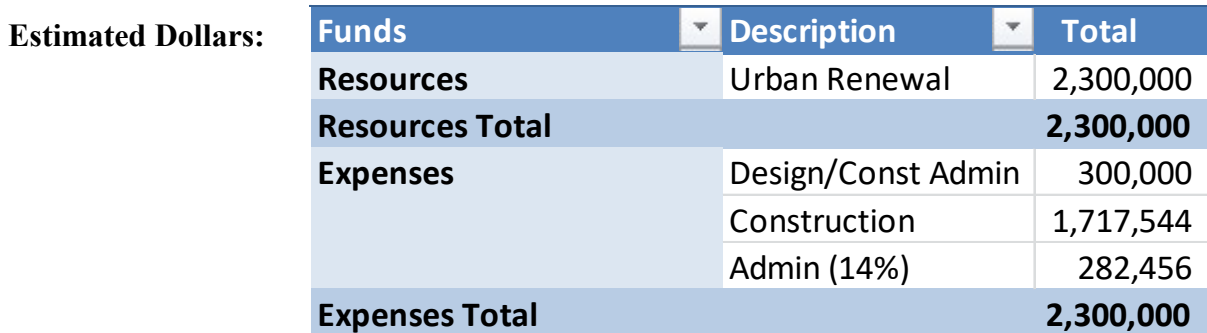 Estimated Dollars:
Funds Description Total
Resources Urban Renewal 2,300,000
Resources Total 2,300,000
Expenses Design/Const Admin 300,000
Construction 1,717,544
Admin (14%) 282,456
Expenses Total 2,300,000